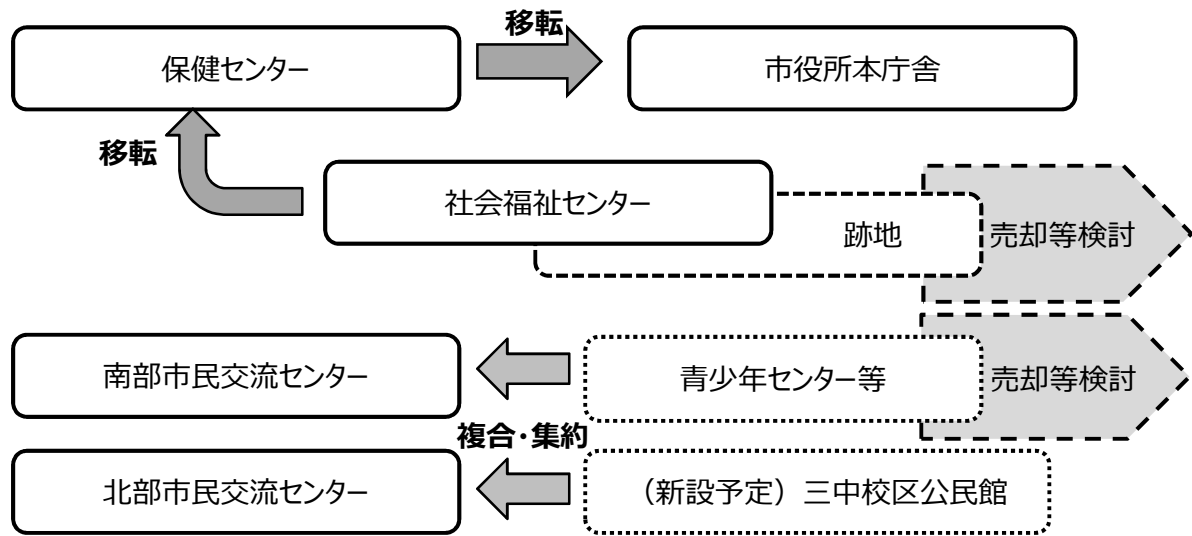 移転
保健センター
市役所本庁舎
移転
社会福祉センター
跡地
売却等検討
南部市民交流センター
青少年センター等
売却等検討
複合・集約
北部市民交流センター
（新設予定）三中校区公民館